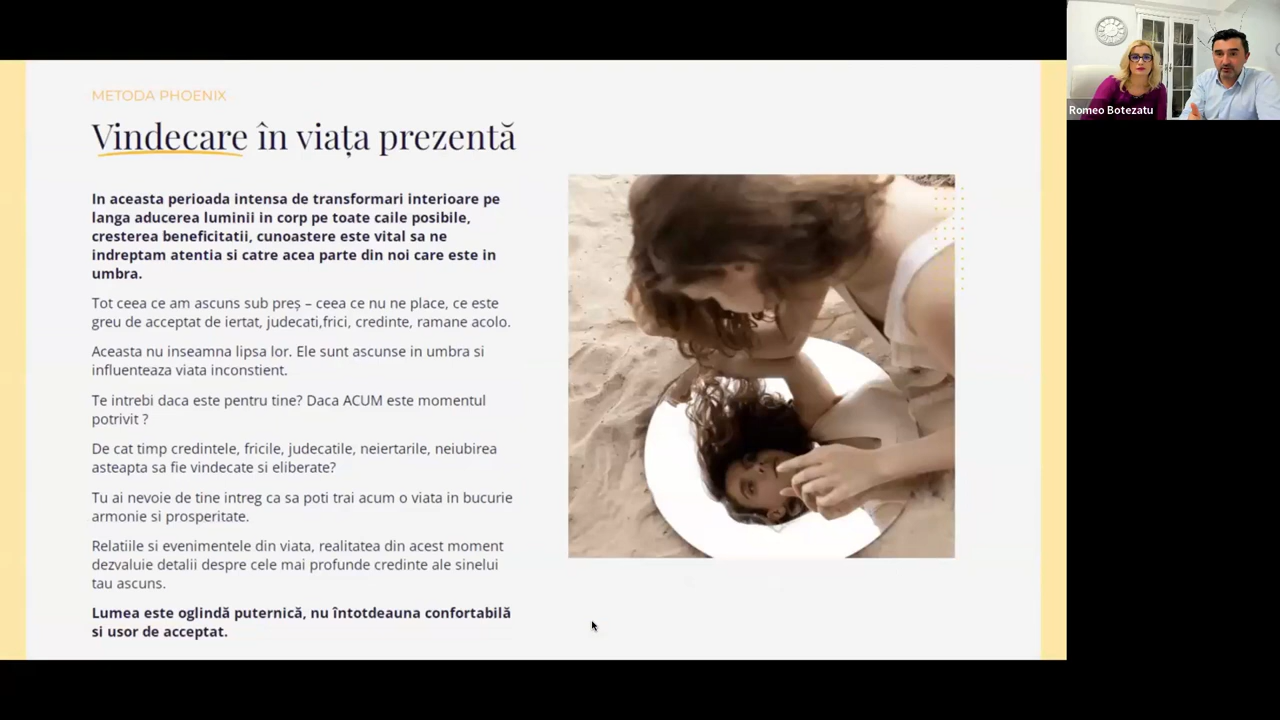 METODA PHOENIX
Vindecare în viața prezentă
In aceasta perioada intensa de transformari interioare pe
langa aducerea luminii in corp pe toate caile posibile,
cresterea beneficitatii, cunoastere este vital sa ne
indreptam atentia si catre acea parte din noi care este in
umbra.
Tot ceea ce am ascuns sub preș – ceea ce nu ne place, ce este
greu de acceptat de iertat, judecati,frici, credinte, ramane acolo.
Aceasta nu inseamna lipsa lor. Ele sunt ascunse in umbra si
influenteaza viata inconstient.
Te intrebi daca este pentru tine? Daca ACUM este momentul
potrivit ?
De cat timp credintele, fricile, judecatile, neiertarile, neiubirea
asteapta sa fie vindecate si eliberate?
Tu ai nevoie de tine intreg ca sa poti trai acum o viata in bucurie
armonie si prosperitate.
Relatiile si evenimentele din viata, realitatea din acest moment
dezvaluie detalii despre cele mai profunde credinte ale sinelui
tau ascuns.
Lumea este oglindă puternică, nu întotdeauna confortabilă
si usor de acceptat.
Romeo Botezatu